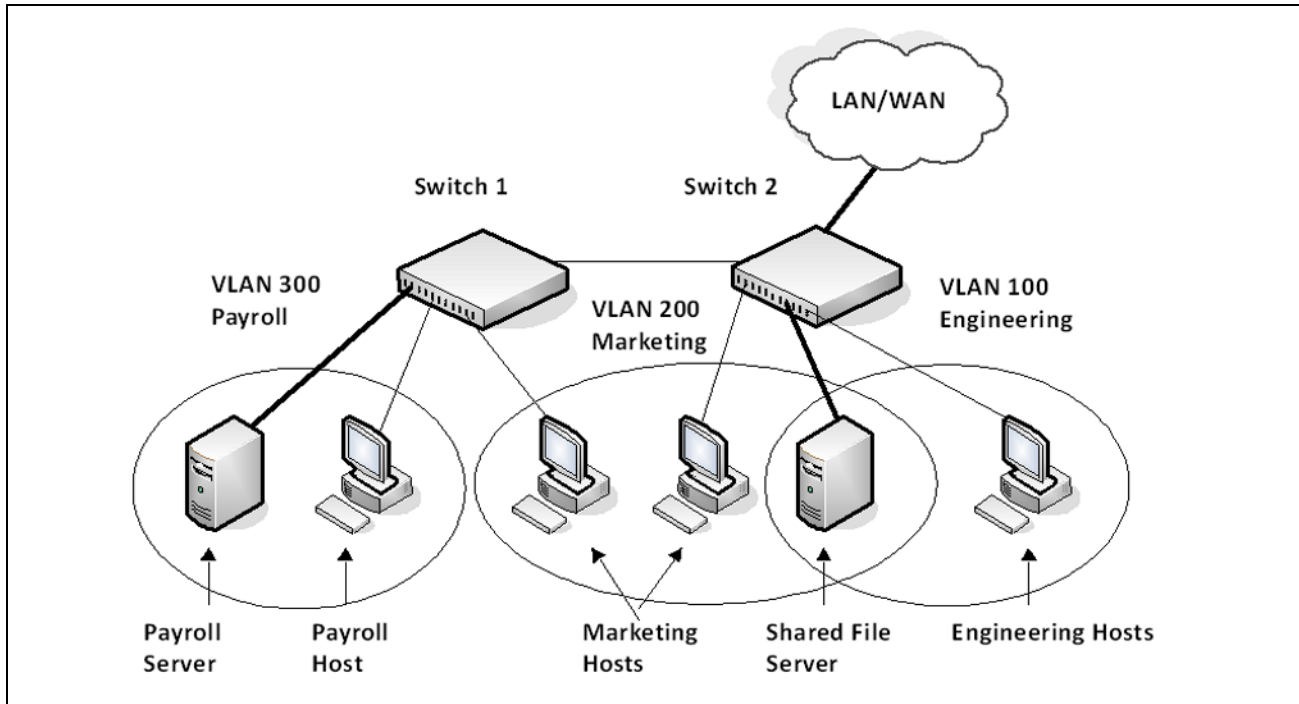 LAN/WAN
Switch 1
Switch 2
VLAN 300
Payroll
VLAN 200
Marketing
VLAN 100
Engineering
Payroll
Server
Payroll
Host
Marketing
Hosts
Shared File
Server
Engineering Hosts